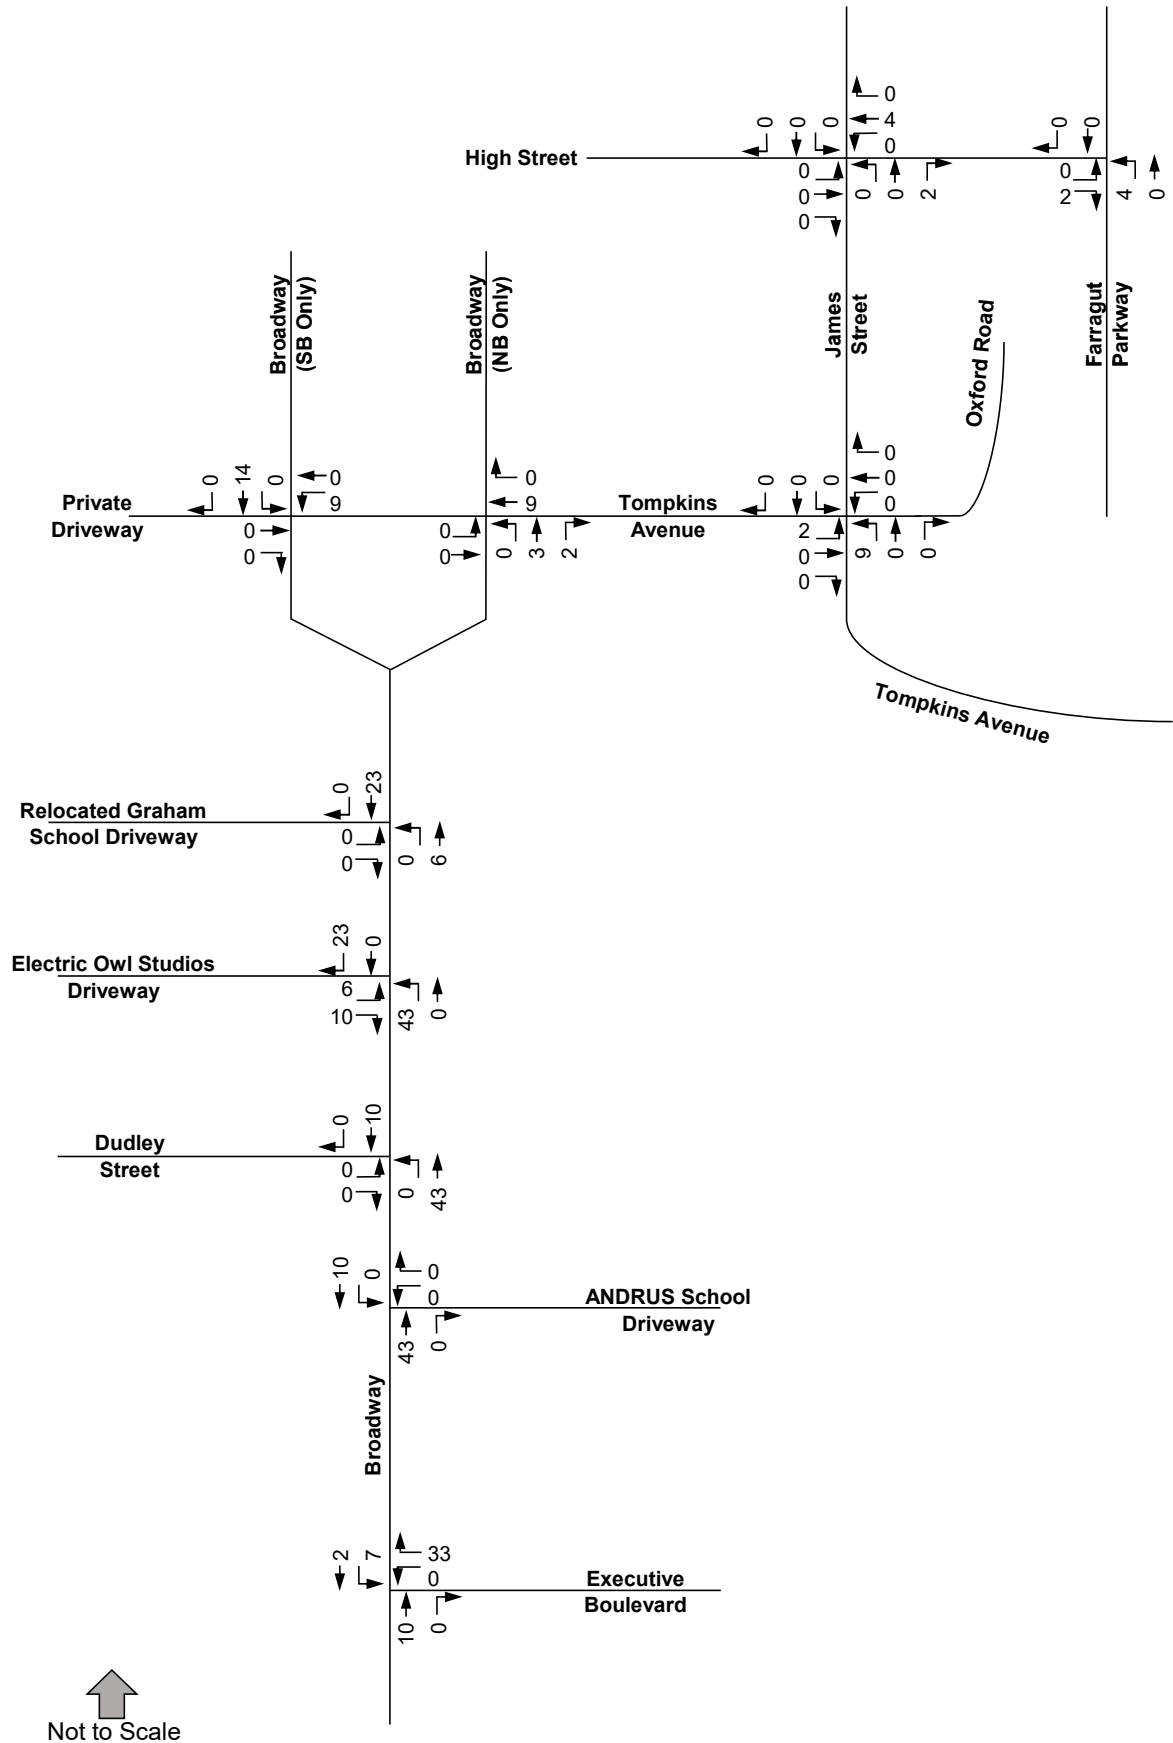 0
0 0 0 4 0 0
High Street 0
0 0
0 0 0 2 2 4 0
0
Broadway
(SB Only)
Broadway
(NB Only)
James
Street
Oxford Road
Farragut
Parkway
0
0 14 0 0 0 0 0 0 0
Private 9 9 Tompkins 0
Driveway Avenue
0 0 2
0 0 0 3 2 0 9 0 0
0
Tompkins Avenue
0 23
Relocated Graham
School Driveway 0
0 0 6
23 0
Electric Owl Studios
Driveway 6
10 43 0
0 10
Dudley
Street 0
0 0 43
10 0 0
0 ANDRUS School
Driveway
43 0
Broadway
2 7 33
0 Executive
Boulevard
10 0
Not to Scale